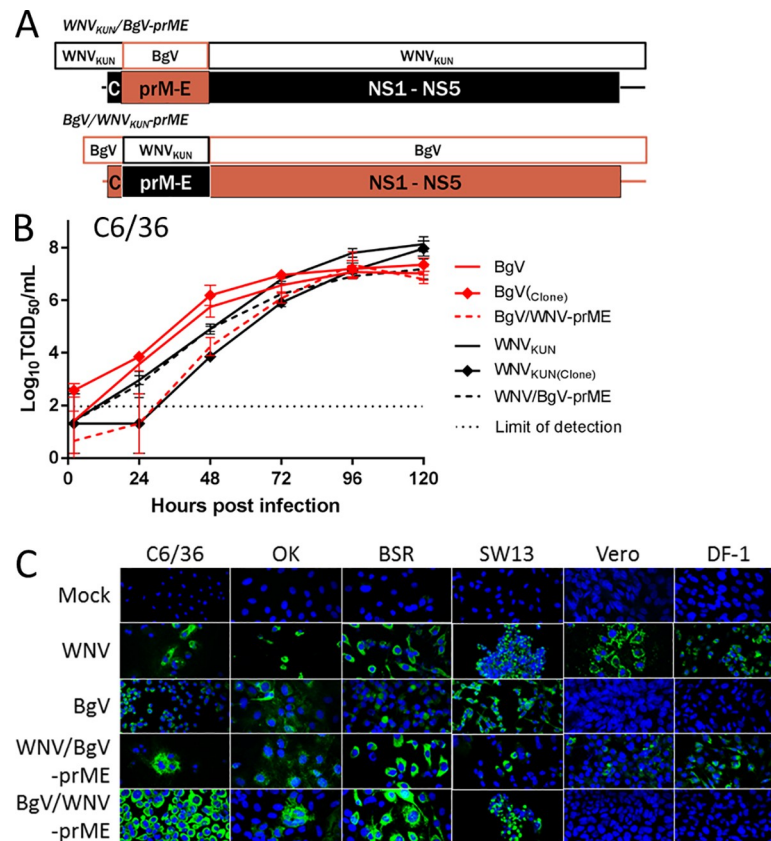 A
WNVKUN/BgV-prME
WNVKUN BgV WNVKUN
C prM-E NS1 - NS5
BgV/WNVKUN-prME
BgV WNVKUN BgV
C prM-E NS1 - NS5
B C6/36
Log10TCID50/mL
8
6
4
2
0
0 24 48 72 96 120
Hours post infection
BgV
BgV(Clone)
BgV/WNV-prME
WNVKUN
WNVKUN(Clone)
WNV/BgV-prME
Limit of detection
C
C6/36 OK BSR SW13 Vero DF-1
Mock
WNV
BgV
WNV/BgV
-prME
BgV/WNV
-prME